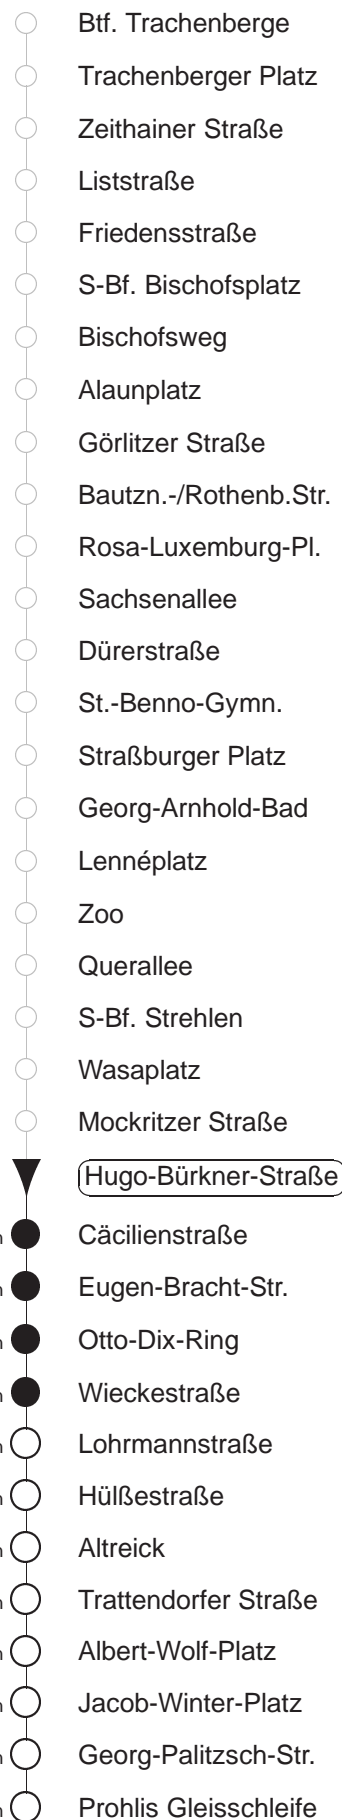 Btf. Trachenberge
Trachenberger Platz
Zeithainer Straße
Liststraße
Friedensstraße
S-Bf. Bischofsplatz
Bischofsweg
Alaunplatz
Görlitzer Straße
Bautzn.-/Rothenb.Str.
Rosa-Luxemburg-Pl.
Sachsenallee
Dürerstraße
St.-Benno-Gymn.
Straßburger Platz
Georg-Arnhold-Bad
Lennéplatz
Zoo
Querallee
S-Bf. Strehlen
Wasaplatz
Mockritzer Straße
Hugo-Bürkner-Straße
Cäcilienstraße
Eugen-Bracht-Str.
Otto-Dix-Ring
Wieckestraße
Lohrmannstraße
Hülßestraße
Altreick
Trattendorfer Straße
Albert-Wolf-Platz
Jacob-Winter-Platz
Georg-Palitzsch-Str.
Prohlis Gleisschleife